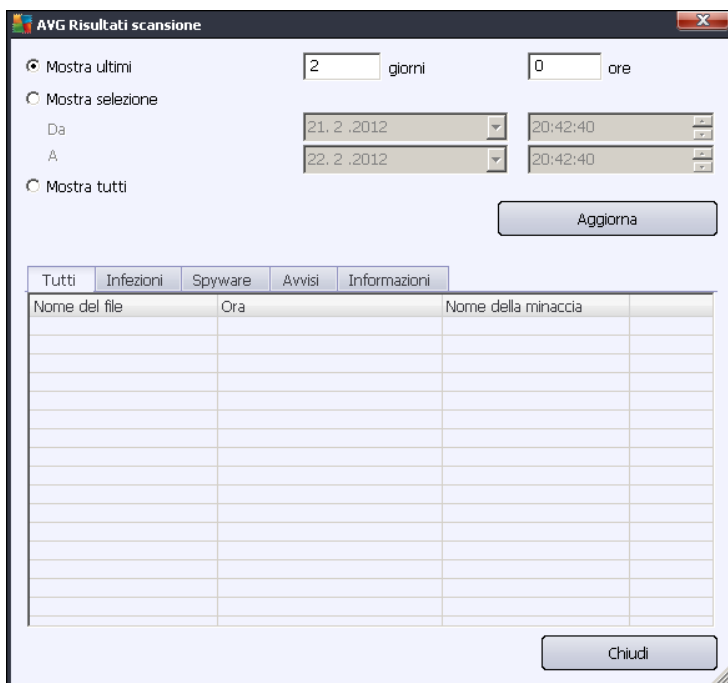 AVG Risultati scansione
Mostra ultimi 2 giorni 0 ore
Mostra selezione
Da 21. 2 .2012 20:42:40
A 22. 2 .2012 20:42:40
Mostra tutti
Aggiorna
Tutti Infezioni Spyware Avvisi Informazioni
Nome del file Ora Nome della minaccia
Chiudi